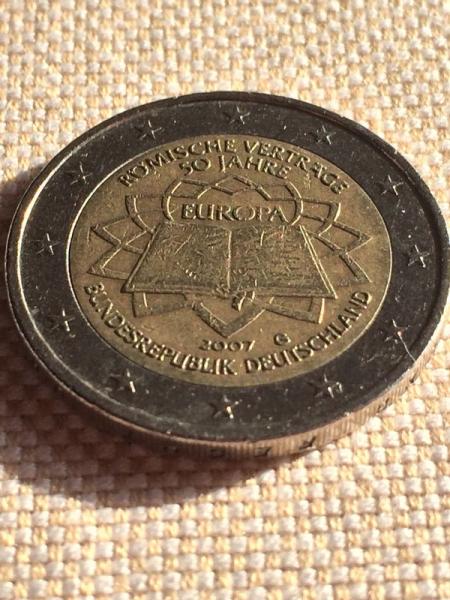 RÖMISCHE VERTRÄGE
50 JAHRE
EUROPA
2007 G
BUNDESREPUBLIK DEUTSCHLAND